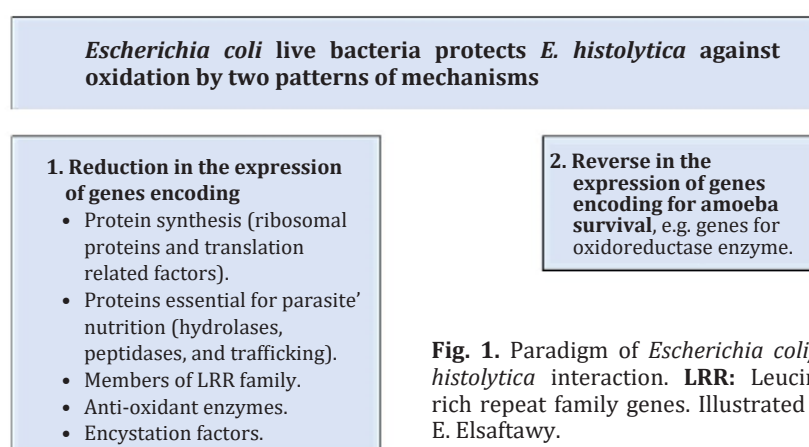 Escherichia coli live bacteria protects E. histolytica against
oxidation by two patterns of mechanisms
1. Reduction in the expression
of genes encoding
• Protein synthesis (ribosomal
proteins and translation
related factors).
• Proteins essential for parasite’
nutrition (hydrolases,
peptidases, and trafficking).
• Members of LRR family.
• Anti-oxidant enzymes.
• Encystation factors.
2. Reverse in the
expression of genes
encoding for amoeba
survival, e.g. genes for
oxidoreductase enzyme.
Fig. 1. Paradigm of Escherichia coli
histolytica interaction. LRR:
rich repeat family genes. Illustrated
E. Elsaftawy.